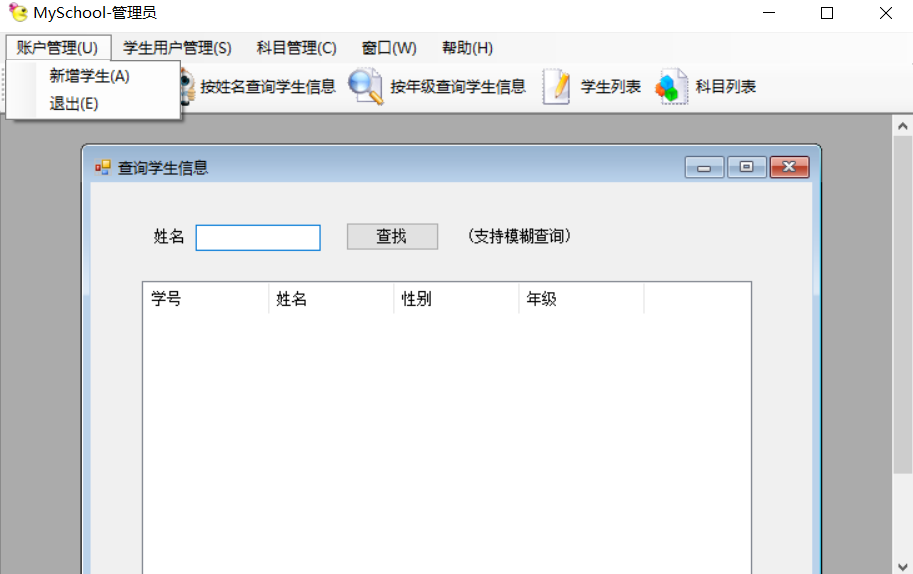 MySchool-管理员
账户管理(U) 学生用户管理(S) 科目管理(C) 窗口(W) 帮助(H)
新增学生(A)
退出(E)
按姓名查询学生信息 按年级查询学生信息 学生列表 科目列表
查询学生信息
姓名 查找 (支持模糊查询)
学号 姓名 性别 年级